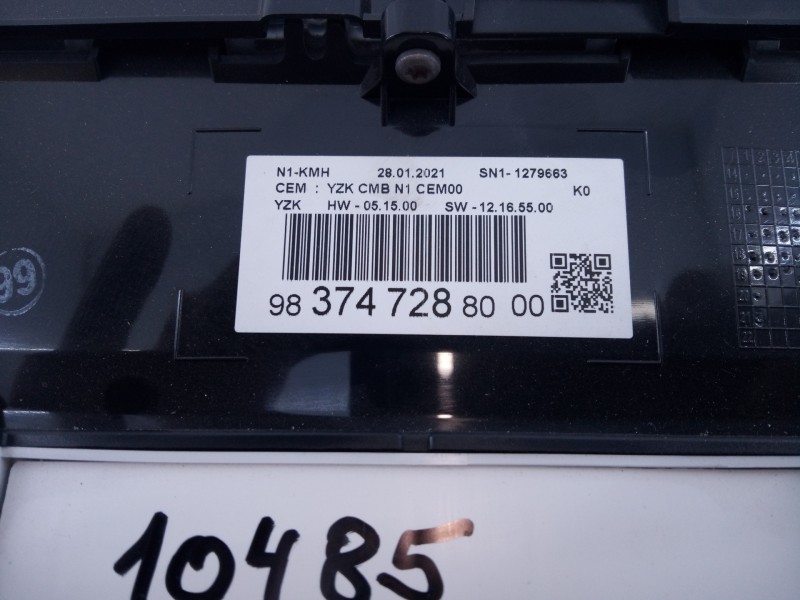 N1-KMH 28.01.2021 SN1- 1279663
CEM : YZK CMB N1 CEM00 K0
YZK HW - 05.15.00 SW - 12.16.55.00
98 374 728 80 00
99
10485